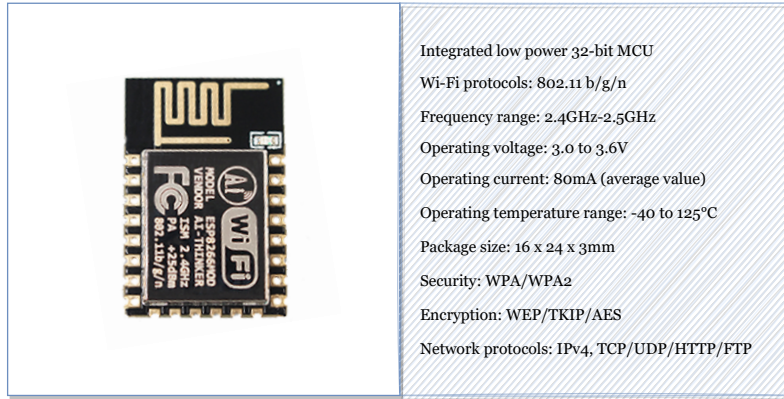 Ai
WiFi
MODEL ESP8266MOD
VENDOR AI-THINKER
FC
ISM 2.4GHz
PA +25dBm
802.11b/g/n
Integrated low power 32-bit MCU
Wi-Fi protocols: 802.11 b/g/n
Frequency range: 2.4GHz-2.5GHz
Operating voltage: 3.0 to 3.6V
Operating current: 80mA (average value)
Operating temperature range: -40 to 125°C
Package size: 16 x 24 x 3mm
Security: WPA/WPA2
Encryption: WEP/TKIP/AES
Network protocols: IPv4, TCP/UDP/HTTP/FTP